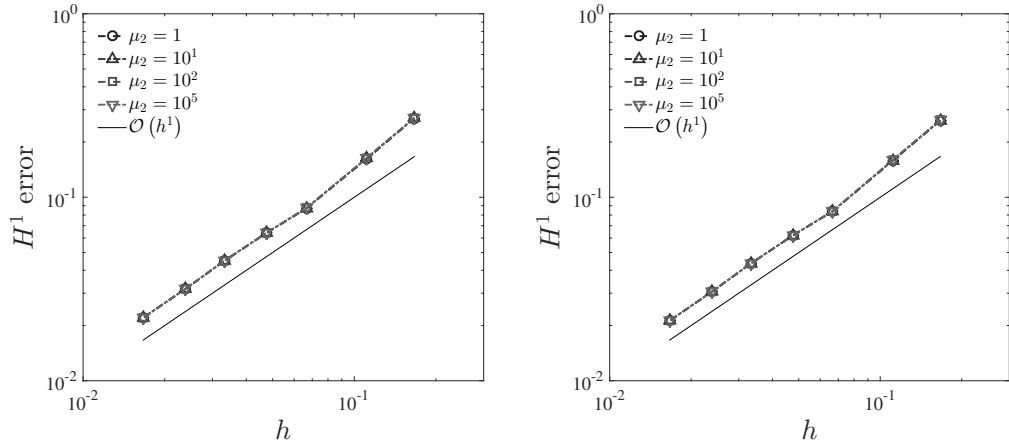 10^0
μ_2 = 1
μ_2 = 10^1
μ_2 = 10^2
μ_2 = 10^5
O(h^1)
H^1 error
10^-1
10^-2
10^-2
10^-1
h
10^0
μ_2 = 1
μ_2 = 10^1
μ_2 = 10^2
μ_2 = 10^5
O(h^1)
H^1 error
10^-1
10^-2
10^-2
10^-1
h